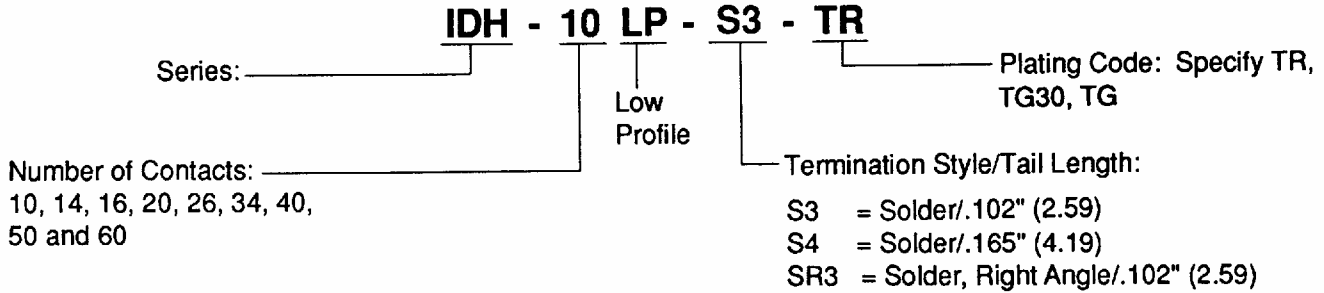 IDH - 10 LP - S3 - TR
Series:
Plating Code: Specify TR,
TG30, TG
Low
Profile
Number of Contacts:
10, 14, 16, 20, 26, 34, 40,
50 and 60
Termination Style/Tail Length:
S3 = Solder/.102" (2.59)
S4 = Solder/.165" (4.19)
SR3 = Solder, Right Angle/.102" (2.59)